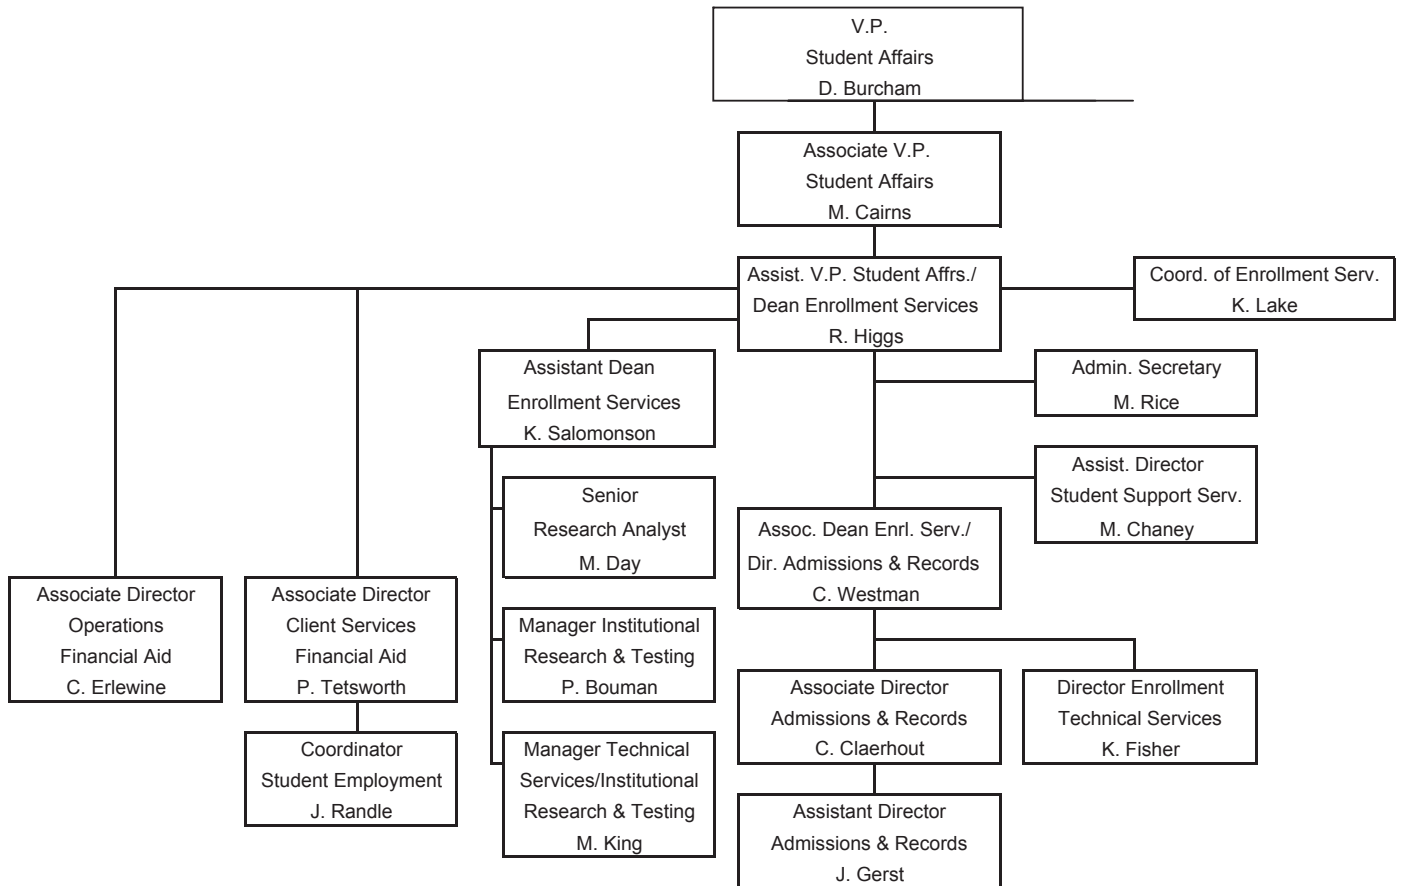 V.P.
Student Affairs
D. Burcham
Associate V.P.
Student Affairs
M. Cairns
Assist. V.P. Student Affrs./
Dean Enrollment Services
R. Higgs
Coord. of Enrollment Serv.
K. Lake
Assistant Dean
Enrollment Services
K. Salomonson
Admin. Secretary
M. Rice
Assist. Director
Student Support Serv.
M. Chaney
Senior
Research Analyst
M. Day
Assoc. Dean Enrl. Serv./
Dir. Admissions & Records
C. Westman
Associate Director
Operations
Financial Aid
C. Erlewine
Associate Director
Client Services
Financial Aid
P. Tetsworth
Manager Institutional
Research & Testing
P. Bouman
Associate Director
Admissions & Records
C. Claerhout
Director Enrollment
Technical Services
K. Fisher
Coordinator
Student Employment
J. Randle
Manager Technical
Services/Institutional
Research & Testing
M. King
Assistant Director
Admissions & Records
J. Gerst